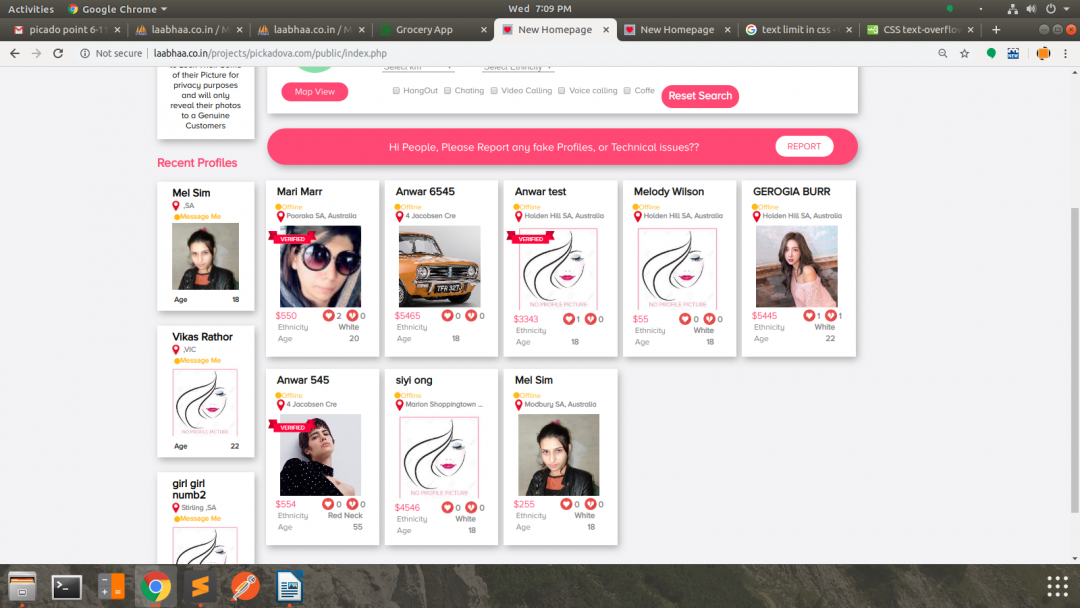 Activities
Google Chrome
Wed 7:09 PM
picado point 6-1
laabhaa.co.in / M
laabhaa.co.in / M
Grocery App
New Homepage
New Homepage
text limit in css -
CSS text-overflow
Not secure | laabhaa.co.in/projects/pickadova.com/public/index.php
of their Picture for
privacy purposes
and will only
reveal their photos
to a Genuine
Customers
Select km
Select Ethnicity
Map View
HangOut
Chating
Video Calling
Voice calling
Coffe
Reset Search
Hi People, Please Report any fake Profiles, or Technical issues??
REPORT
Recent Profiles
Mel Sim
,SA
Message Me
Age 18
Vikas Rathor
,VIC
Message Me
NO PROFILE PICTURE
Age 22
girl girl
numb2
Stirling ,SA
Message Me
Mari Marr
Offline
Pooraka SA, Australia
VERIFIED
$550 2 0
Ethnicity White
Age 20
Anwar 6545
Offline
4 Jacobsen Cre
TFR 327J
$5465 0 0
Ethnicity
Age 18
Anwar test
Offline
Holden Hill SA, Australia
VERIFIED
NO PROFILE PICTURE
$3343 1 0
Ethnicity
Age 18
Melody Wilson
Offline
Holden Hill SA, Australia
NO PROFILE PICTURE
$55 0 0
Ethnicity White
Age 18
GEROGIA BURR
Offline
Holden Hill SA, Australia
$5445 1 1
Ethnicity White
Age 22
Anwar 545
Offline
4 Jacobsen Cre
VERIFIED
$554 0 0
Ethnicity Red Neck
Age 55
siyi ong
Offline
Marion Shoppingtown ...
NO PROFILE PICTURE
$4546 0 0
Ethnicity White
Age 18
Mel Sim
Offline
Modbury SA, Australia
$255 0 0
Ethnicity White
Age 18